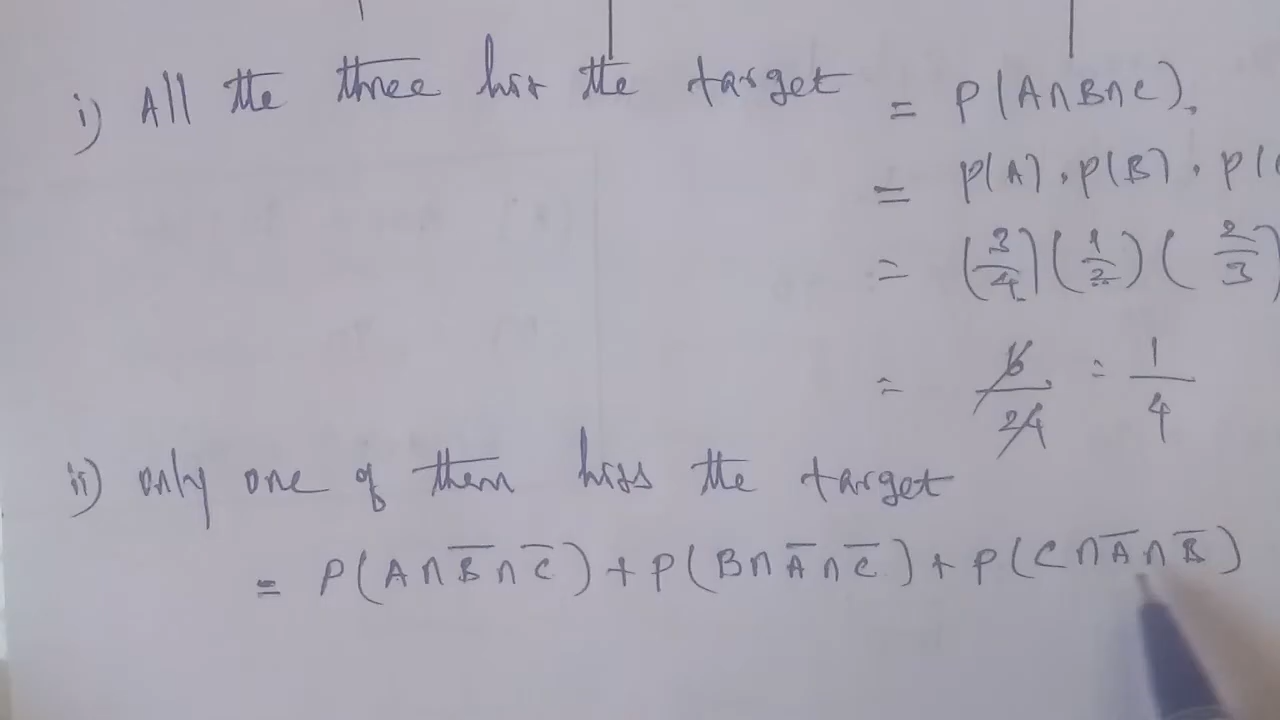 i) All the three hit the target = P(A∩B∩C).
= P(A) . P(B) . P(
= (3/4)(1/2)(2/3)
= 6/24 = 1/4
ii) only one of them hits the target
= P(A∩B̅∩C̅) + P(B∩A̅∩C̅) + P(C∩A̅∩B̅)